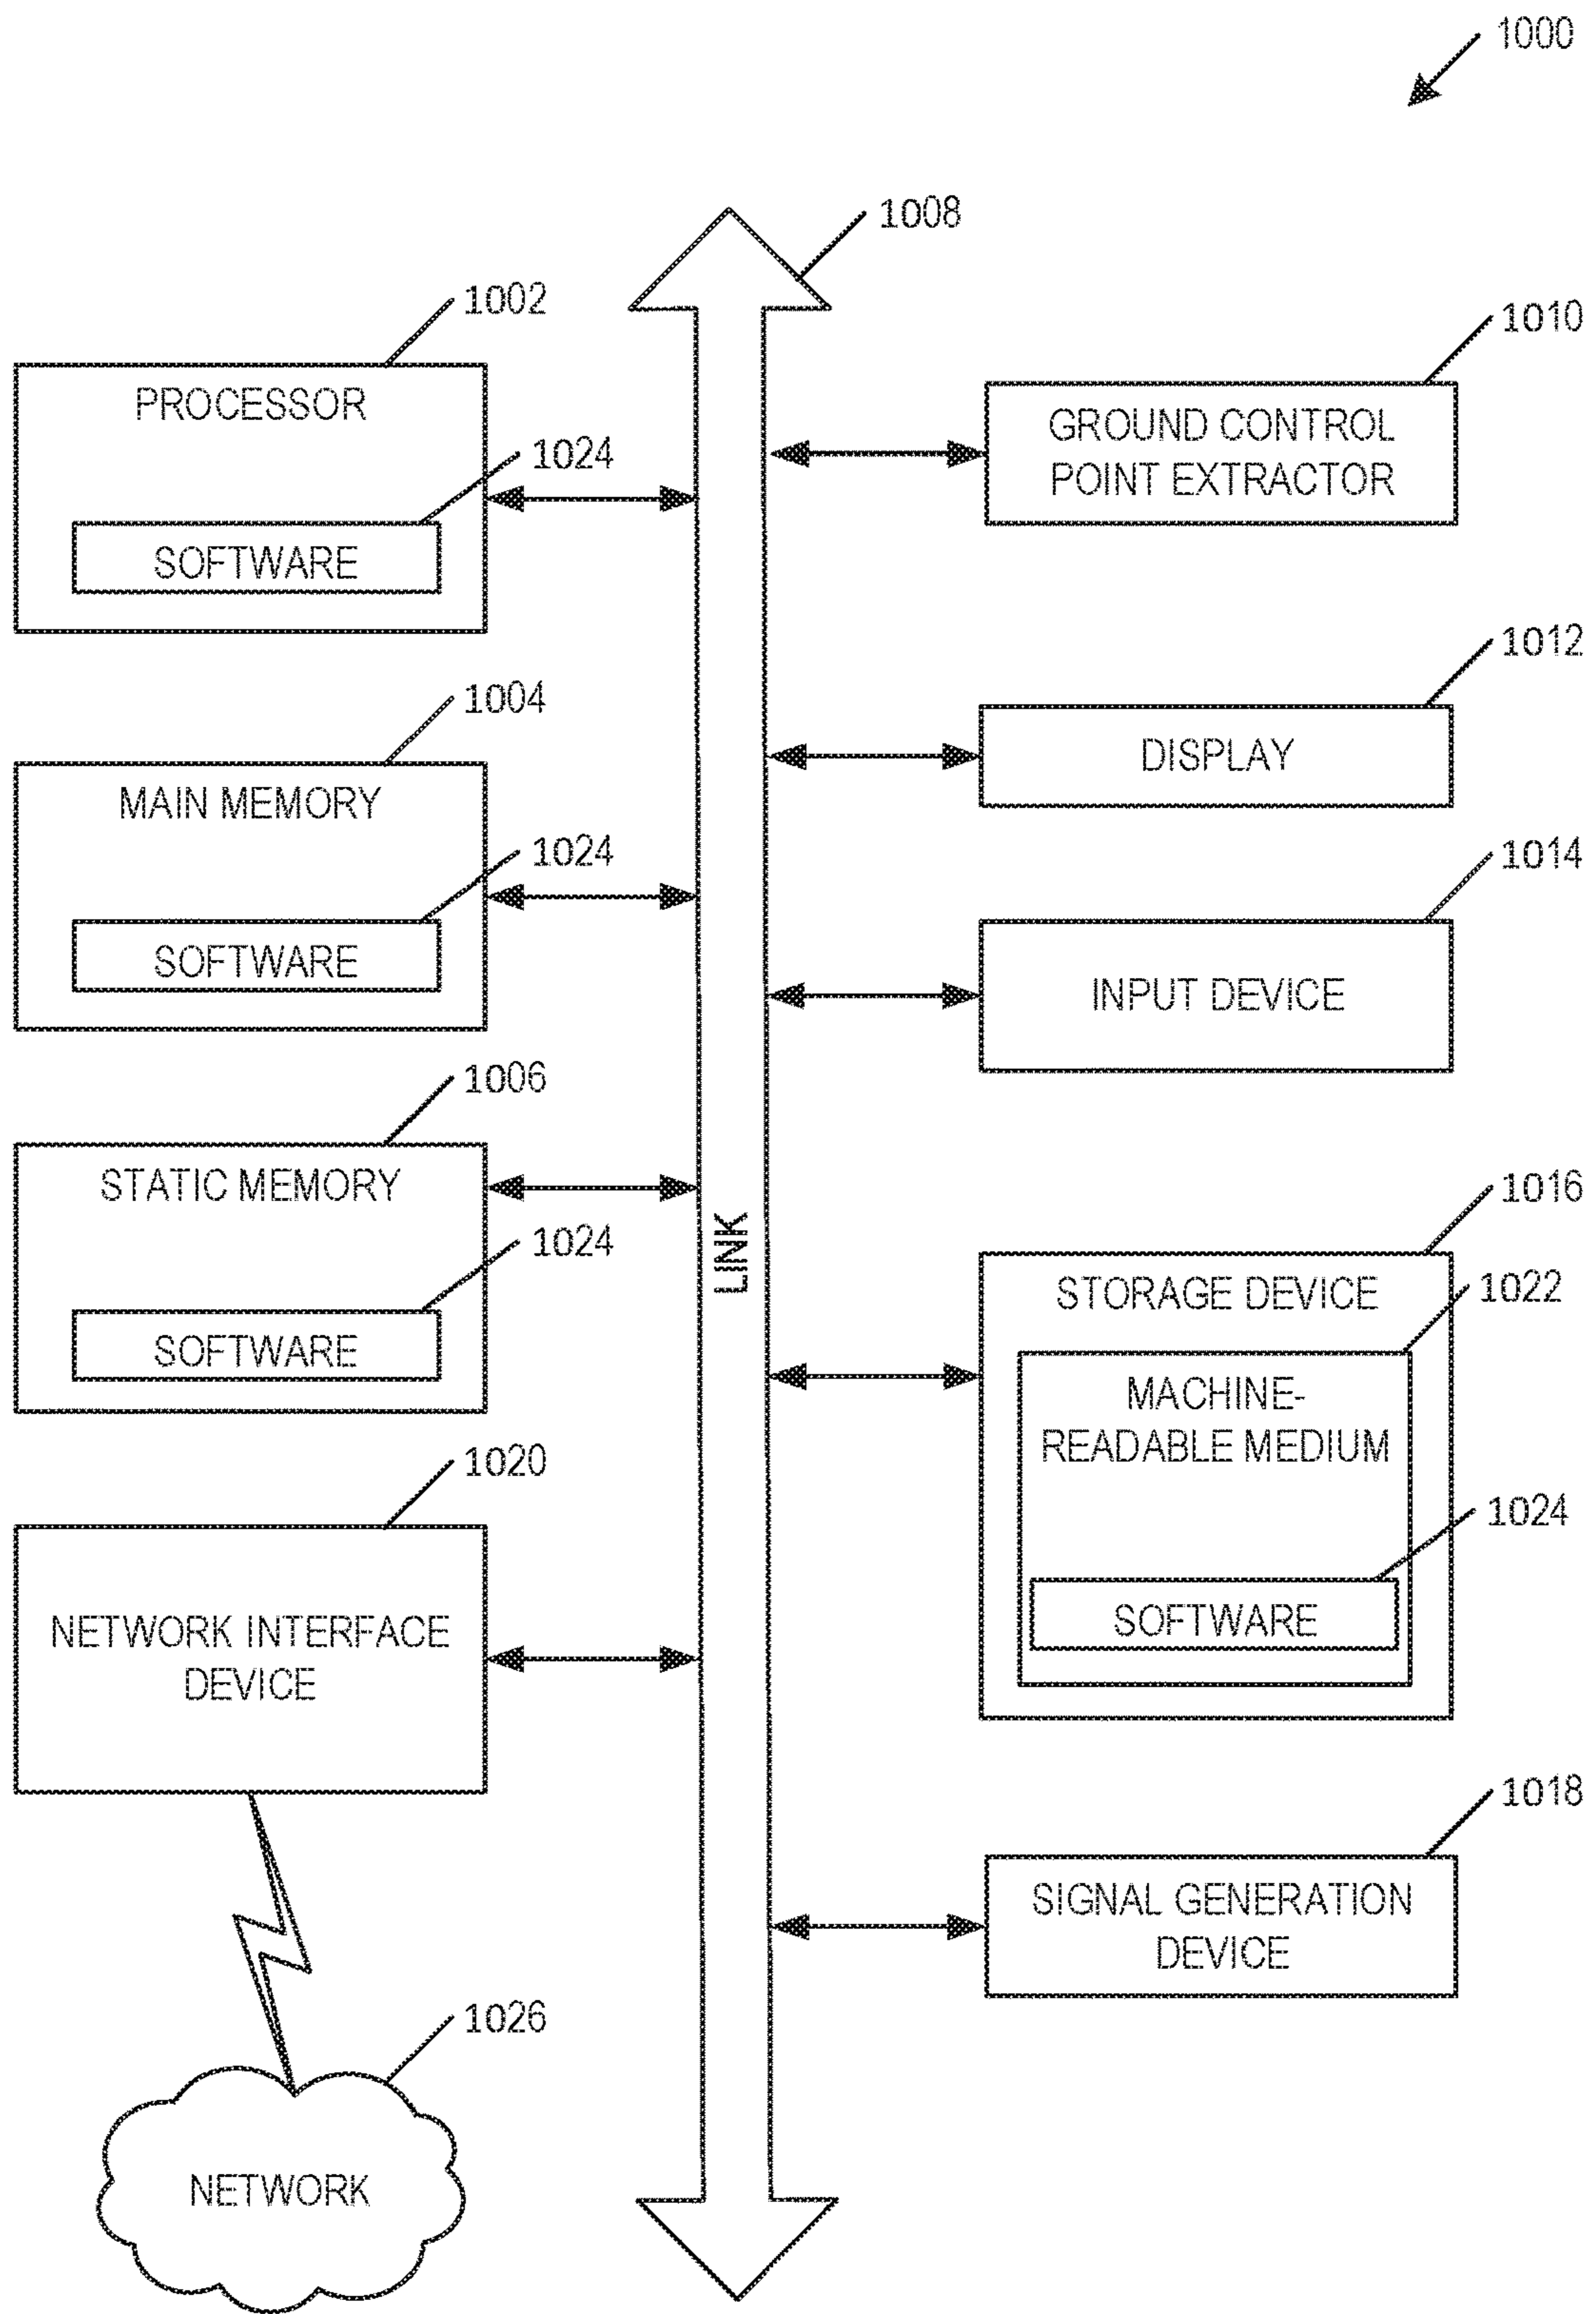 1000
1008
1002
PROCESSOR
1024
SOFTWARE
1004
MAIN MEMORY
1024
SOFTWARE
1006
STATIC MEMORY
1024
SOFTWARE
1020
NETWORK INTERFACE
DEVICE
1026
NETWORK
LINK
1010
GROUND CONTROL
POINT EXTRACTOR
1012
DISPLAY
1014
INPUT DEVICE
1016
STORAGE DEVICE
1022
MACHINE-
READABLE MEDIUM
1024
SOFTWARE
1018
SIGNAL GENERATION
DEVICE